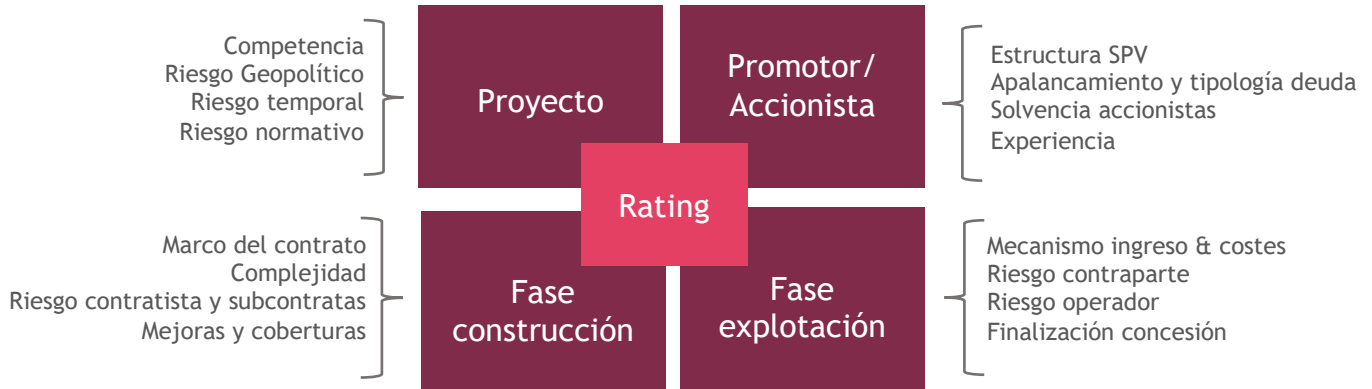 Competencia
Riesgo Geopolítico
Riesgo temporal
Riesgo normativo
Proyecto
Promotor/
Accionista
Estructura SPV
Apalancamiento y tipología deuda
Solvencia accionistas
Experiencia
Rating
Marco del contrato
Complejidad
Riesgo contratista y subcontratas
Mejoras y coberturas
Fase
construcción
Fase
explotación
Mecanismo ingreso & costes
Riesgo contraparte
Riesgo operador
Finalización concesión